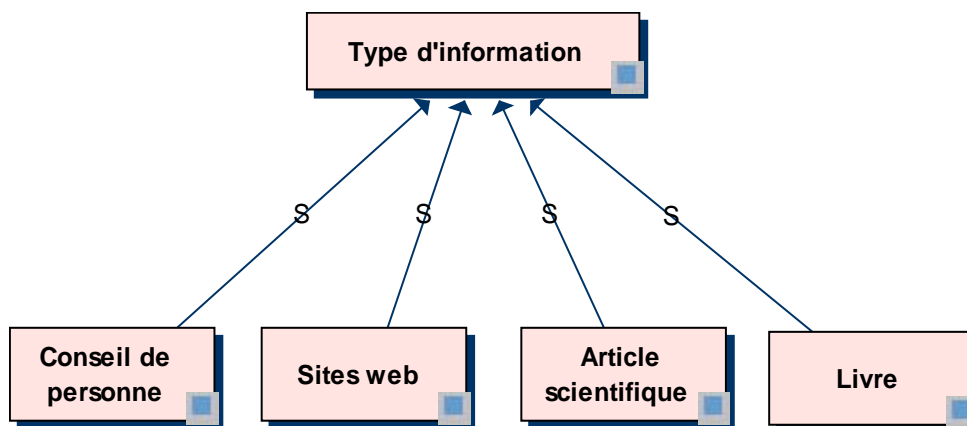 Type d'information
S S S S
Conseil de
personne
Sites web
Article
scientifique
Livre